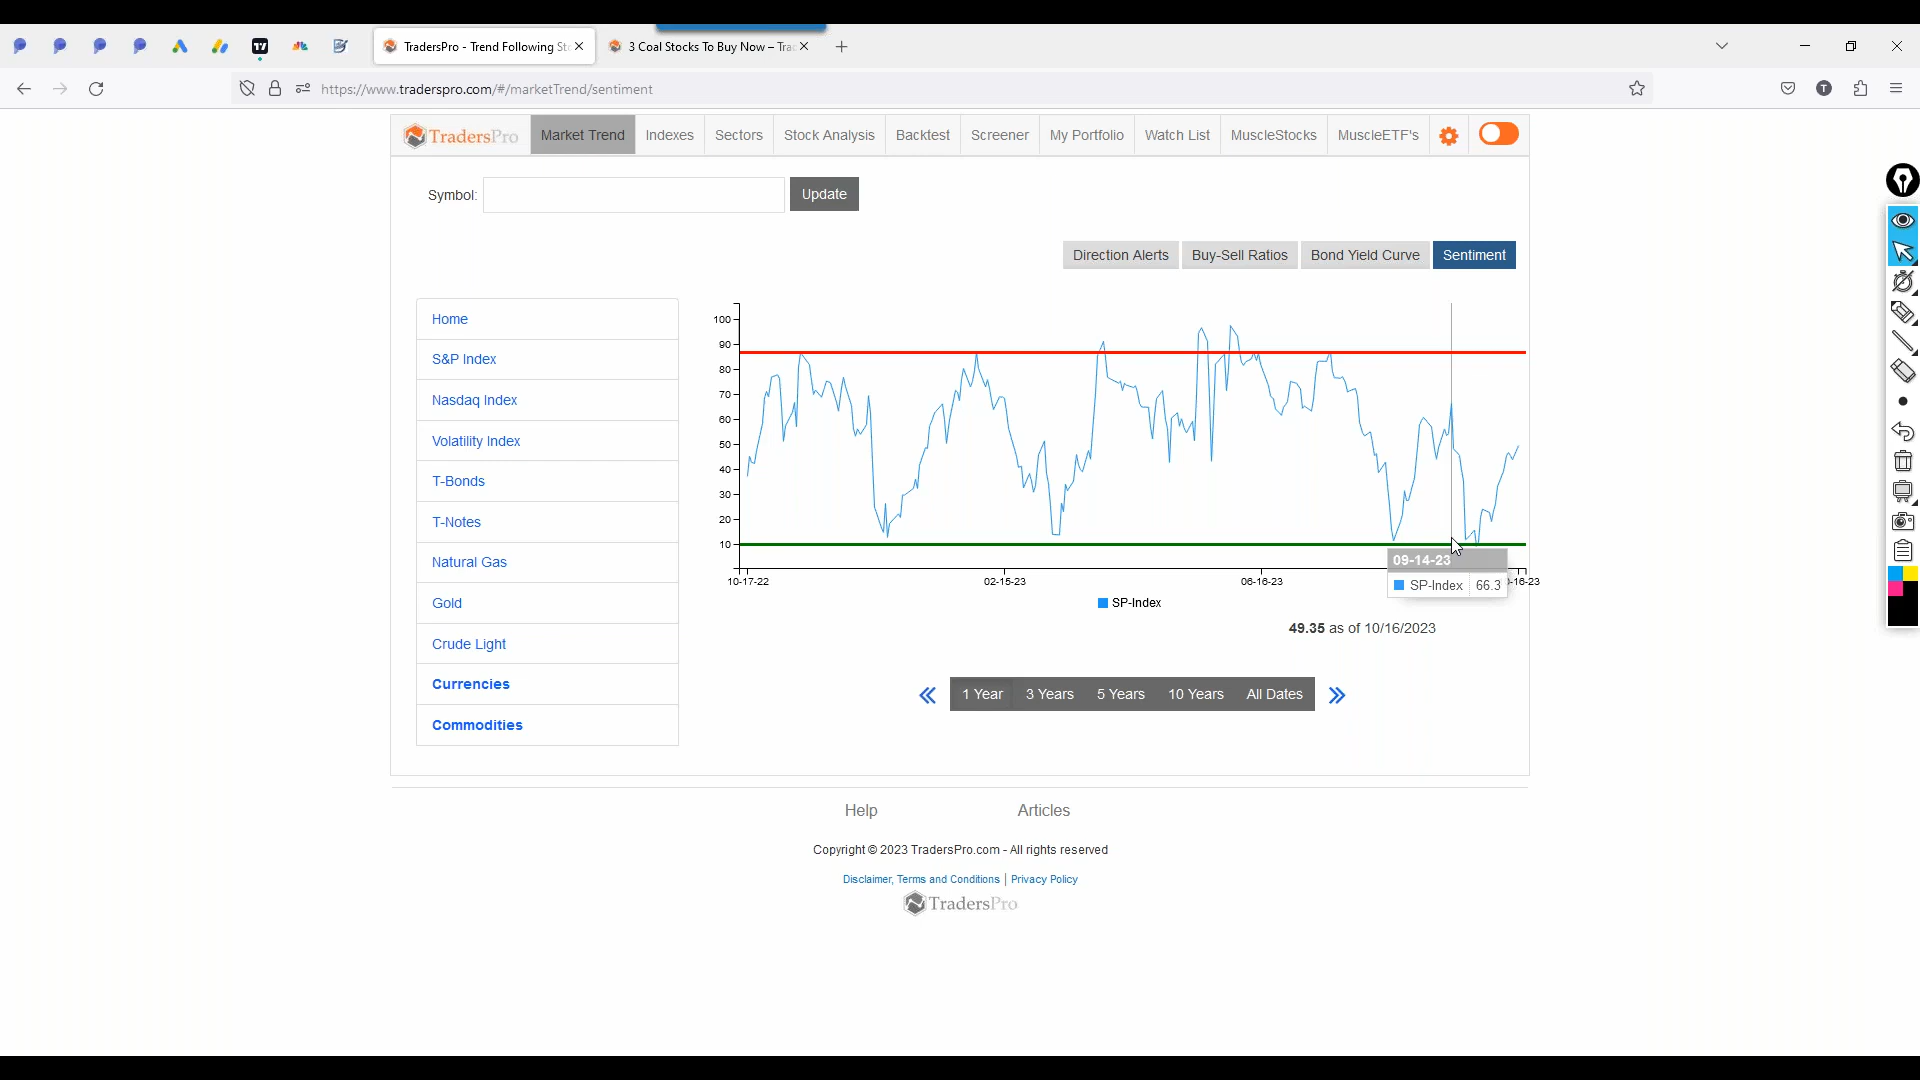 TradersPro - Trend Following St
3 Coal Stocks To Buy Now – Trad
https://www.traderspro.com/#/marketTrend/sentiment
T
TradersPro
Market Trend
Indexes
Sectors
Stock Analysis
Backtest
Screener
My Portfolio
Watch List
MuscleStocks
MuscleETF's
Symbol:
Update
Direction Alerts
Buy-Sell Ratios
Bond Yield Curve
Sentiment
Home
S&P Index
Nasdaq Index
Volatility Index
T-Bonds
T-Notes
Natural Gas
Gold
Crude Light
Currencies
Commodities
100
90
80
70
60
50
40
30
20
10
10-17-22
02-15-23
06-16-23
-16-23
09-14-23
SP-Index 66.3
SP-Index
49.35 as of 10/16/2023
1 Year
3 Years
5 Years
10 Years
All Dates
Help
Articles
Copyright © 2023 TradersPro.com - All rights reserved
Disclaimer, Terms and Conditions | Privacy Policy
TradersPro